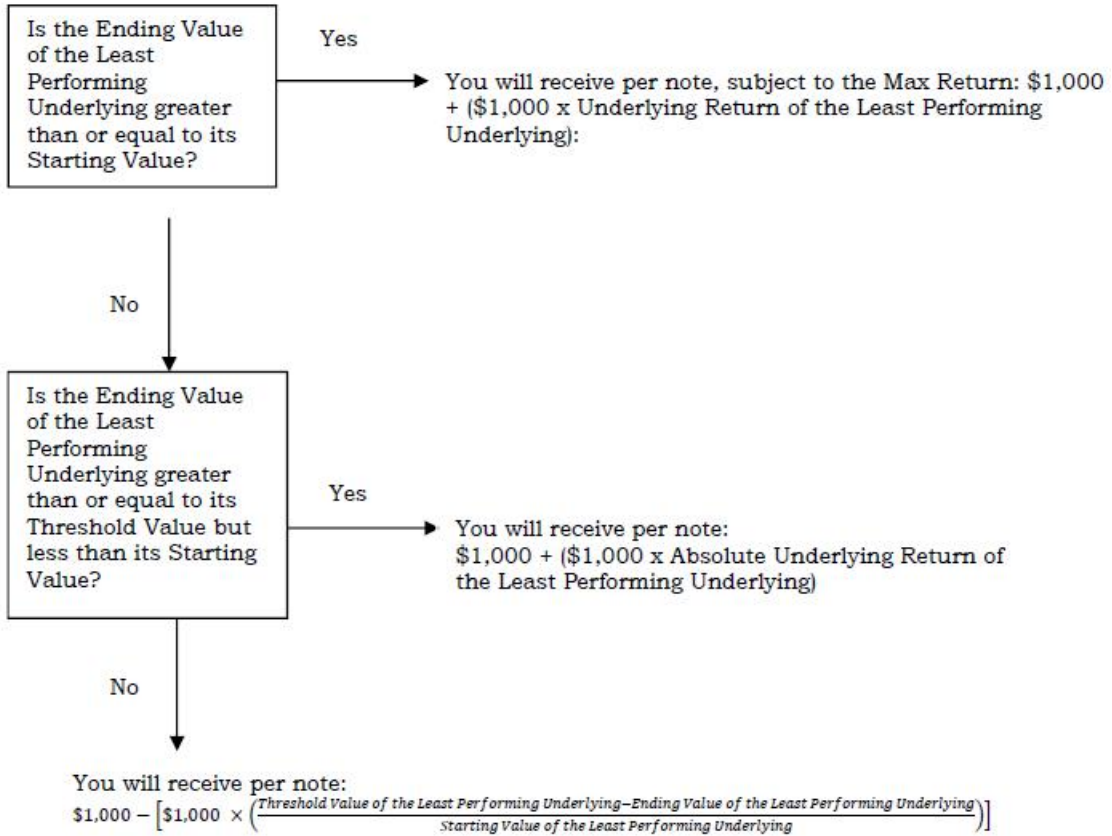 Is the Ending Value
of the Least
Performing
Underlying greater
than or equal to its
Starting Value?
Yes
You will receive per note, subject to the Max Return: $1,000
+ ($1,000 x Underlying Return of the Least Performing
Underlying):
No
Is the Ending Value
of the Least
Performing
Underlying greater
than or equal to its
Threshold Value but
less than its Starting
Value?
Yes
You will receive per note:
$1,000 + ($1,000 x Absolute Underlying Return of
the Least Performing Underlying)
No
You will receive per note:
$1,000 − [$1,000 × (Threshold Value of the Least Performing Underlying−Ending Value of the Least Performing Underlying
Starting Value of the Least Performing Underlying)]